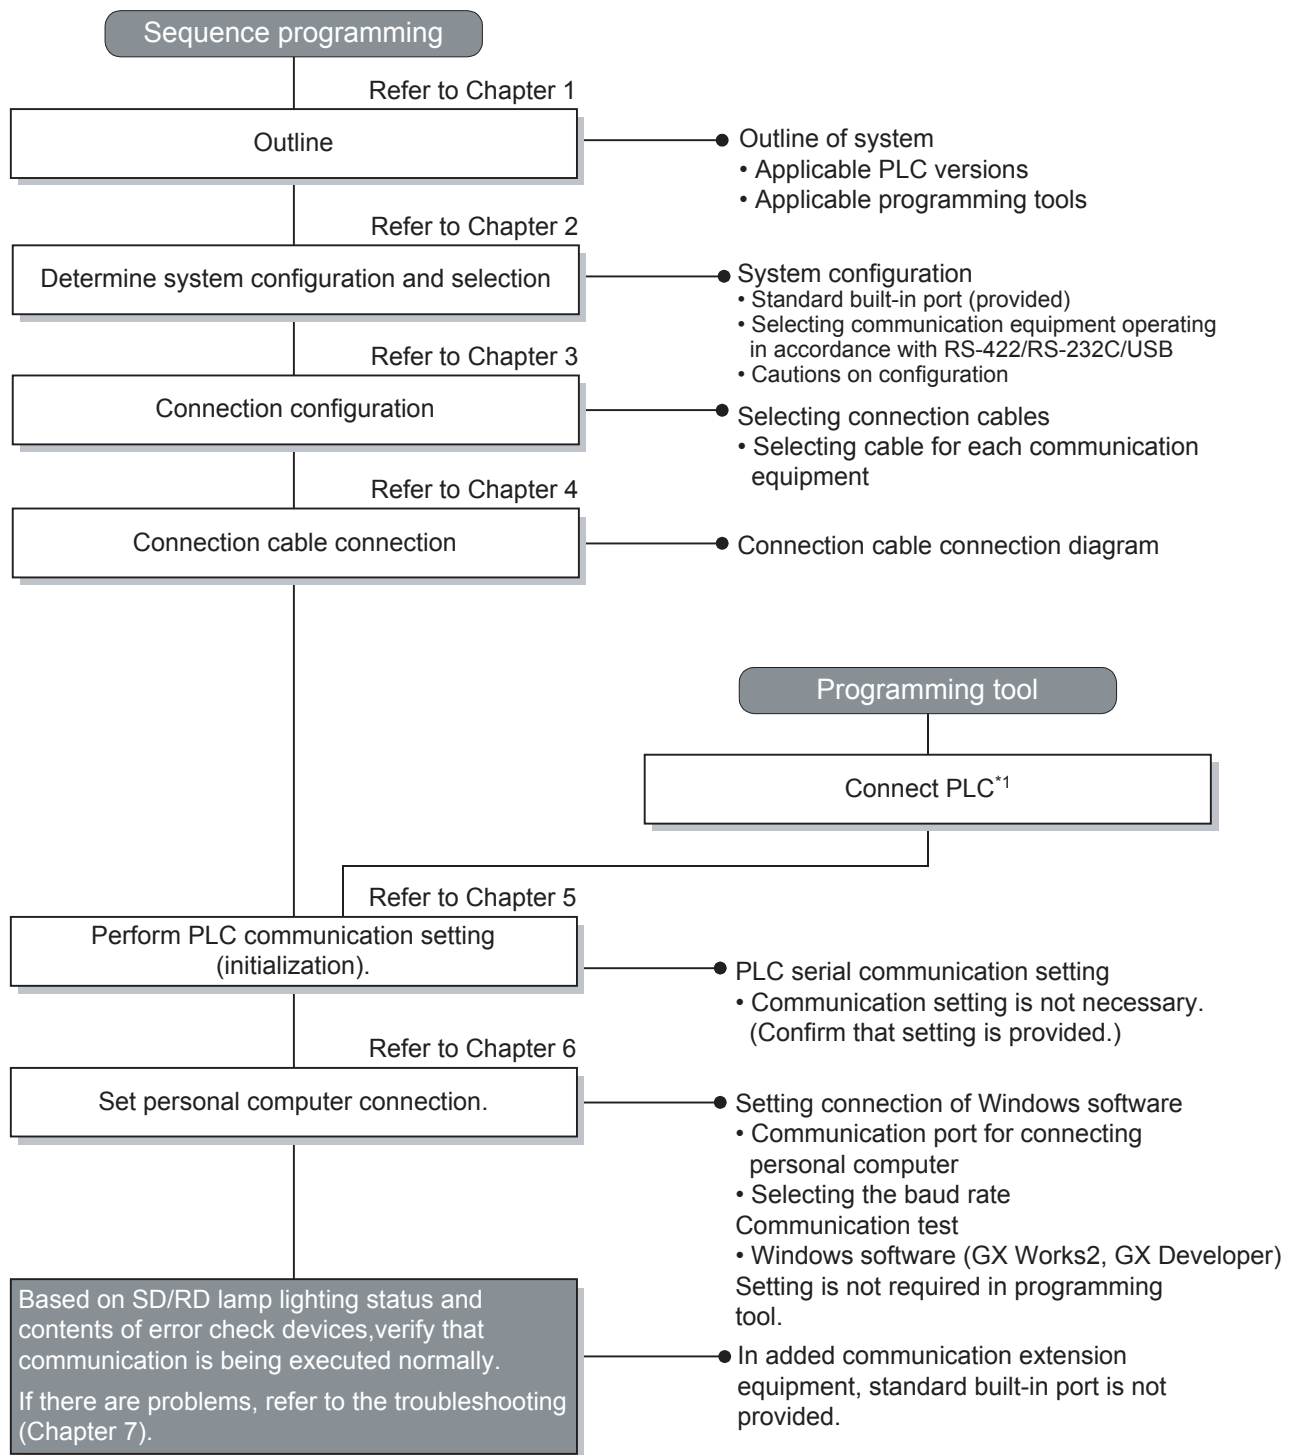 Sequence programming
Refer to Chapter 1
Outline
Outline of system
• Applicable PLC versions
• Applicable programming tools
Refer to Chapter 2
Determine system configuration and selection
System configuration
• Standard built-in port (provided)
• Selecting communication equipment operating
in accordance with RS-422/RS-232C/USB
• Cautions on configuration
Refer to Chapter 3
Connection configuration
Selecting connection cables
• Selecting cable for each communication
equipment
Refer to Chapter 4
Connection cable connection
Connection cable connection diagram
Programming tool
Connect PLC*1
Refer to Chapter 5
Perform PLC communication setting
(initialization).
PLC serial communication setting
• Communication setting is not necessary.
(Confirm that setting is provided.)
Refer to Chapter 6
Set personal computer connection.
Setting connection of Windows software
• Communication port for connecting
personal computer
• Selecting the baud rate
Communication test
• Windows software (GX Works2, GX Developer)
Setting is not required in programming
tool.
Based on SD/RD lamp lighting status and
contents of error check devices,verify that
communication is being executed normally.
If there are problems, refer to the troubleshooting
(Chapter 7).
In added communication extension
equipment, standard built-in port is not
provided.